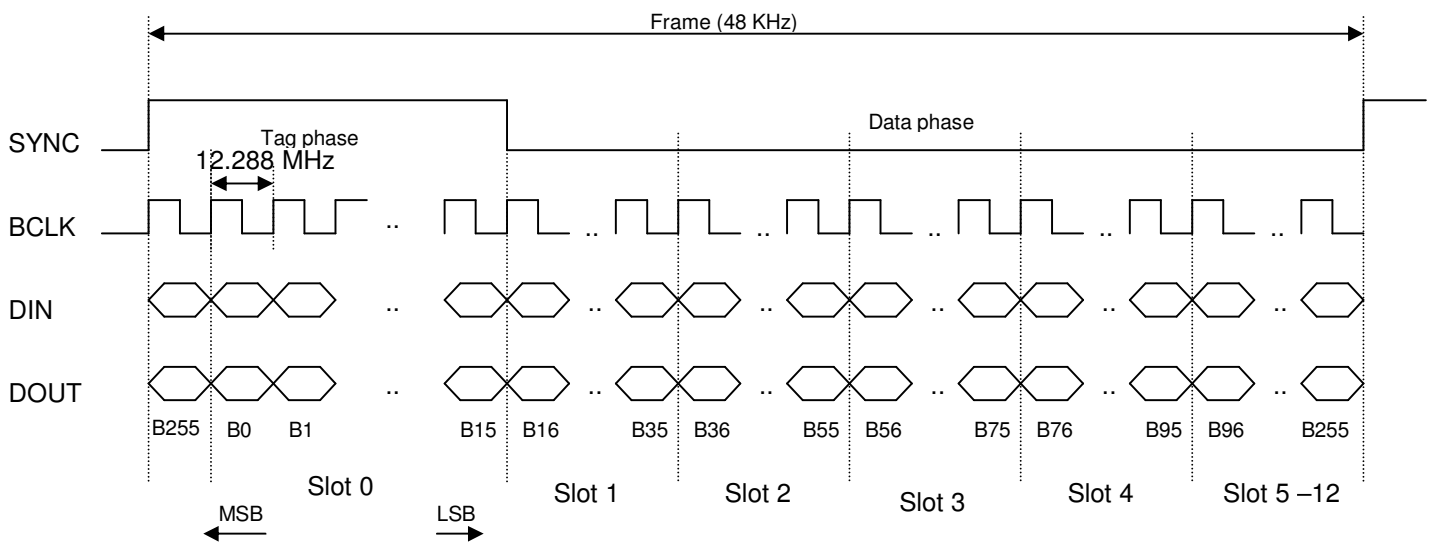 Frame (48 KHz)
SYNC
Tag phase
Data phase
12.288 MHz
BCLK
.. .. .. .. .. ..
DIN
.. .. .. .. .. ..
DOUT
.. .. .. .. .. ..
B255 B0 B1 B15 B16 B35 B36 B55 B56 B75 B76 B95 B96 B255
Slot 0 Slot 1 Slot 2 Slot 3 Slot 4 Slot 5 –12
MSB LSB